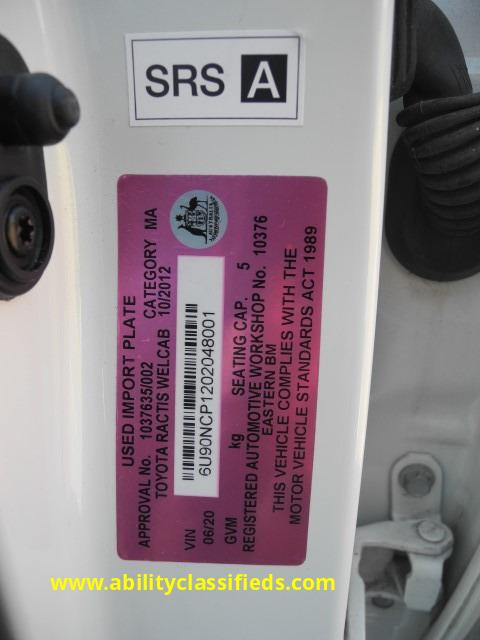 SRS A
USED IMPORT PLATE
APPROVAL No. 1037635/002 CATEGORY MA
TOYOTA RACTIS WELCAB 10/2012
VIN 6U90NCP1202048001
06/20
GVM kg SEATING CAP. 5
REGISTERED AUTOMOTIVE WORKSHOP No. 10376
EASTERN BM
THIS VEHICLE COMPLIES WITH THE
MOTOR VEHICLE STANDARDS ACT 1989
www.abilityclassifieds.com